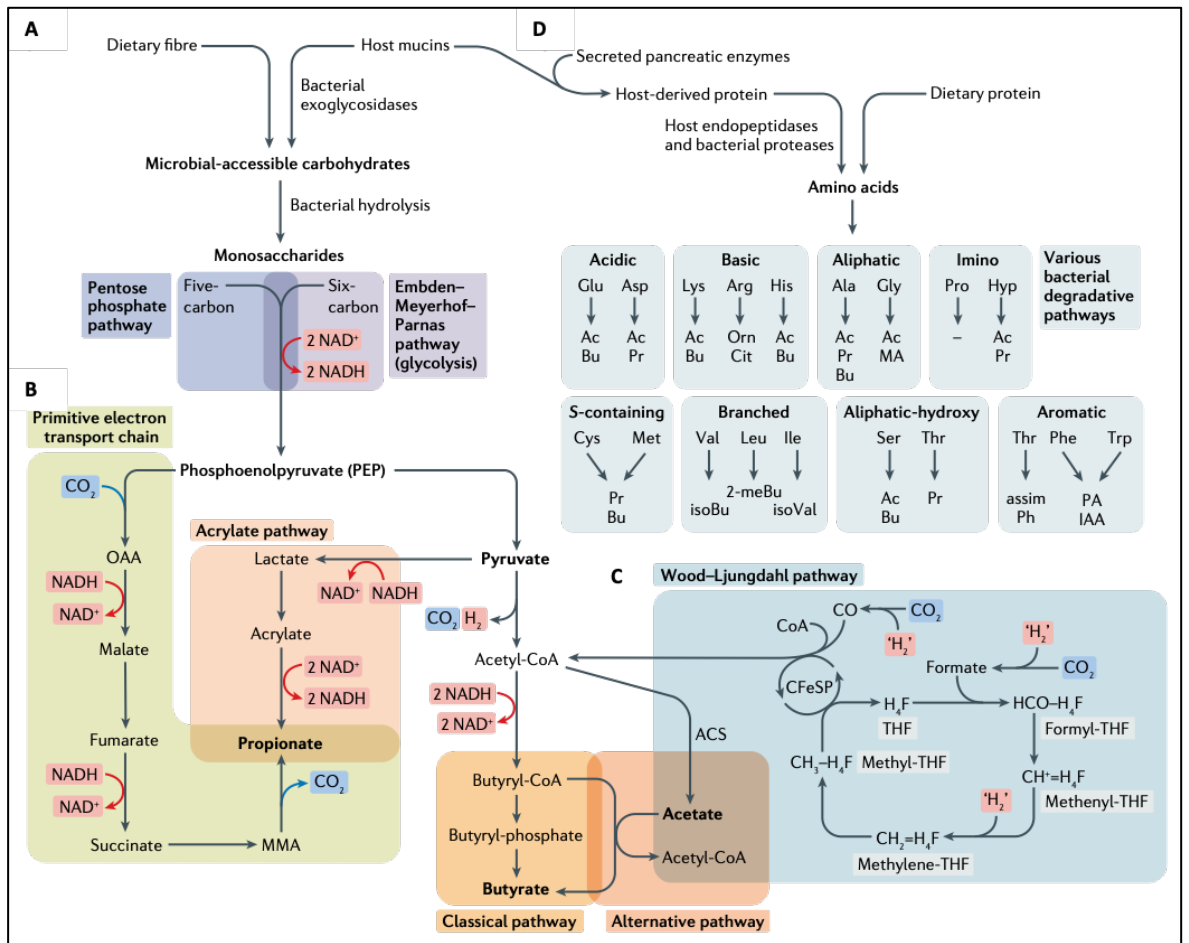 A
D
Dietary fibre
Host mucins
Secreted pancreatic enzymes
Bacterial
exoglycosidases
Host-derived protein
Dietary protein
Host endopeptidases
and bacterial proteases
Microbial-accessible carbohydrates
Amino acids
Bacterial hydrolysis
Monosaccharides
Pentose
phosphate
pathway
Five-
carbon
Six-
carbon
2 NAD⁺
2 NADH
Embden–
Meyerhof–
Parnas
pathway
(glycolysis)
Acidic
Glu Asp
Ac Ac
Bu Pr
Basic
Lys Arg His
Ac Orn Ac
Bu Cit Bu
Aliphatic
Ala Gly
Ac Ac
Pr MA
Bu
Imino
Pro Hyp
– Ac
Pr
Various
bacterial
degradative
pathways
S-containing
Cys Met
Pr
Bu
Branched
Val Leu Ile
2-meBu
isoBu isoVal
Aliphatic-hydroxy
Ser Thr
Ac Pr
Bu
Aromatic
Thr Phe Trp
assim PA
Ph IAA
B
Primitive electron
transport chain
Phosphoenolpyruvate (PEP)
CO₂
OAA
NADH
NAD⁺
Malate
Fumarate
NADH
NAD⁺
Succinate
MMA
CO₂
Acrylate pathway
Lactate
NAD⁺ NADH
Acrylate
2 NAD⁺
2 NADH
Propionate
Pyruvate
CO₂ H₂
Acetyl-CoA
2 NADH
2 NAD⁺
ACS
Butyryl-CoA
Butyryl-phosphate
Butyrate
Acetate
Acetyl-CoA
Classical pathway
Alternative pathway
C
Wood–Ljungdahl pathway
CO
CO₂
CoA
‘H₂’
‘H₂’
Formate
CO₂
CFeSP
H₄F
THF
HCO–H₄F
Formyl-THF
CH₃–H₄F
Methyl-THF
CH⁺=H₄F
Methenyl-THF
‘H₂’
CH₂=H₄F
Methylene-THF